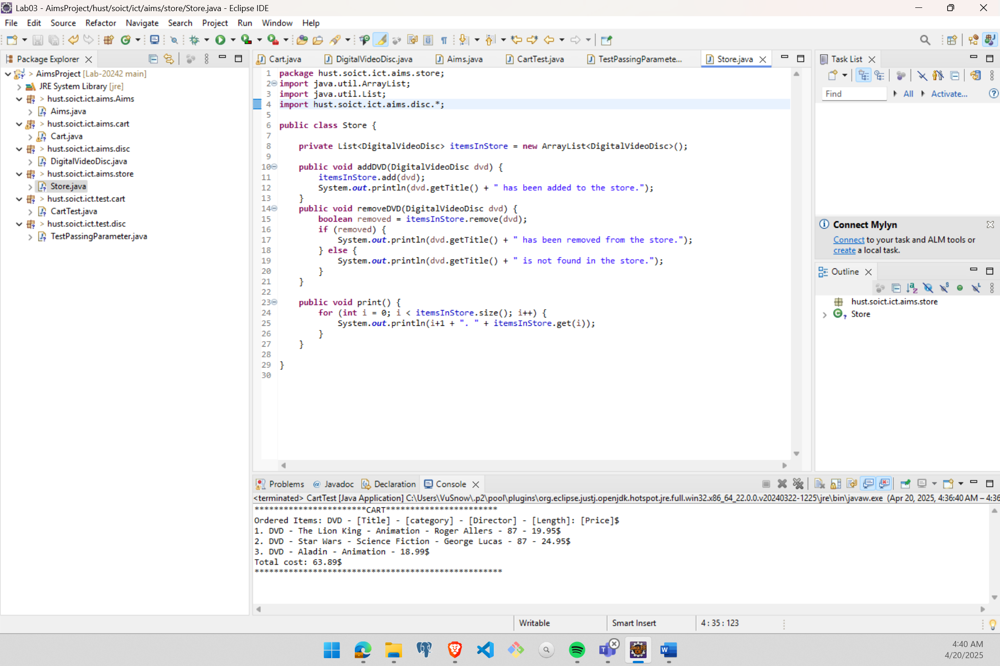 Lab03 - AimsProject/hust/soict/ict/aims/store/Store.java - Eclipse IDE
File Edit Source Refactor Navigate Search Project Run Window Help
Package Explorer
> AimsProject [Lab-20242 main]
JRE System Library [jre]
> hust.soict.ict.aims.Aims
Aims.java
> hust.soict.ict.aims.cart
Cart.java
> hust.soict.ict.aims.disc
DigitalVideoDisc.java
> hust.soict.ict.aims.store
Store.java
> hust.soict.ict.test.cart
CartTest.java
> hust.soict.ict.test.disc
TestPassingParameter.java
Cart.java DigitalVideoDisc.java Aims.java CartTest.java TestPassingParamete... Store.java
1 package hust.soict.ict.aims.store;
2 import java.util.ArrayList;
3 import java.util.List;
4 import hust.soict.ict.aims.disc.*;
5
6 public class Store {
7
8 private List<DigitalVideoDisc> itemsInStore = new ArrayList<DigitalVideoDisc>();
9
10 public void addDVD(DigitalVideoDisc dvd) {
11 itemsInStore.add(dvd);
12 System.out.println(dvd.getTitle() + " has been added to the store.");
13 }
14 public void removeDVD(DigitalVideoDisc dvd) {
15 boolean removed = itemsInStore.remove(dvd);
16 if (removed) {
17 System.out.println(dvd.getTitle() + " has been removed from the store.");
18 } else {
19 System.out.println(dvd.getTitle() + " is not found in the store.");
20 }
21 }
22
23 public void print() {
24 for (int i = 0; i < itemsInStore.size(); i++) {
25 System.out.println(i+1 + ". " + itemsInStore.get(i));
26 }
27 }
28
29 }
30
Task List
Find All Activate...
Connect Mylyn
Connect to your task and ALM tools or
create a local task.
Outline
hust.soict.ict.aims.store
Store
Problems @ Javadoc Declaration Console
<terminated> CartTest [Java Application] C:\Users\VuSnow\.p2\pool\plugins\org.eclipse.justj.openjdk.hotspot.jre.full.win32.x86_64_22.0.0.v20240322-1225\jre\bin\javaw.exe (Apr 20, 2025, 4:36:40 AM – 4:36
***********************CART***********************
Ordered Items: DVD - [Title] - [category] - [Director] - [Length]: [Price]$
1. DVD - The Lion King - Animation - Roger Allers - 87 - 19.95$
2. DVD - Star Wars - Science Fiction - George Lucas - 87 - 24.95$
3. DVD - Aladin - Animation - 18.99$
Total cost: 63.89$
***************************************************
Writable Smart Insert 4 : 35 : 123
4:40 AM
4/20/2025